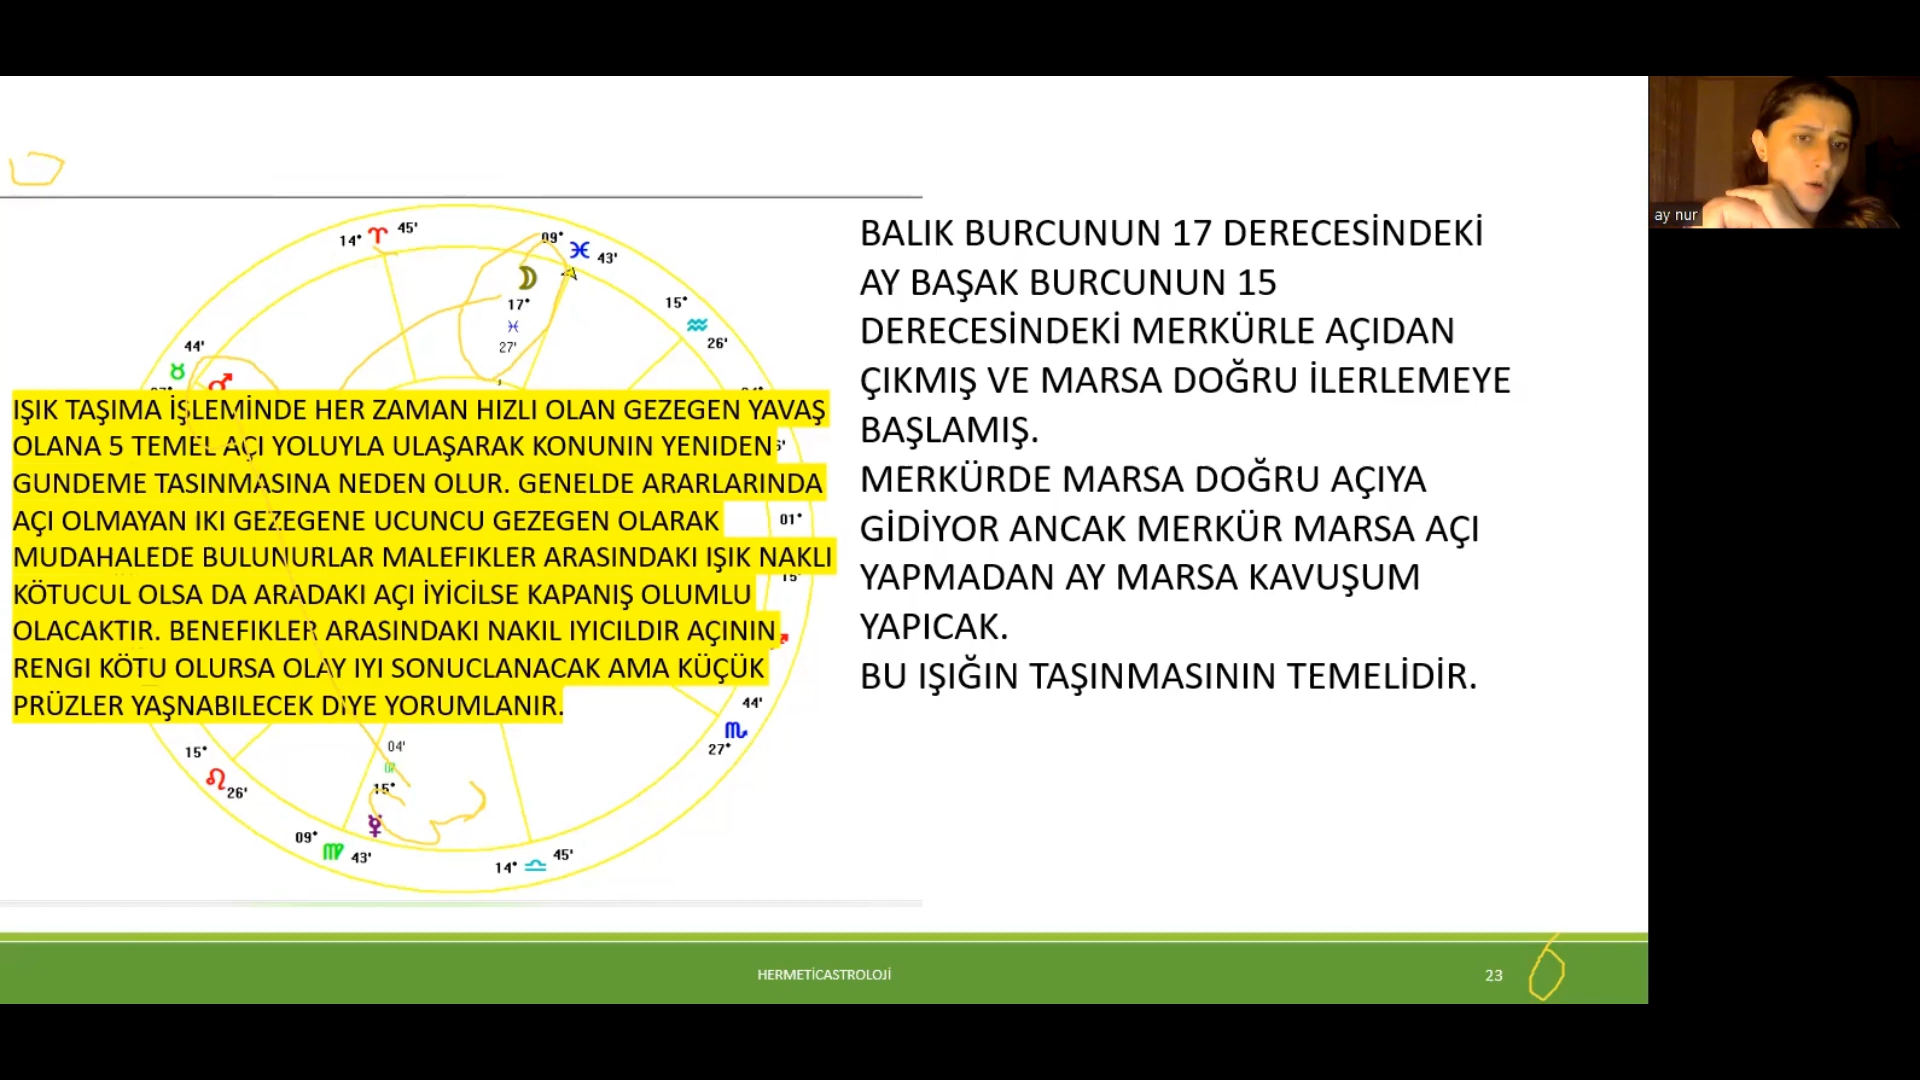 14° 45'
09° 43'
17°
27'
15°
26'
44'
IŞIK TAŞIMA İŞLEMİNDE HER ZAMAN HIZLI OLAN GEZEGEN YAVAŞ
OLANA 5 TEMEL AÇI YOLUYLA ULAŞARAK KONUNIN YENIDEN
GUNDEME TASINMASINA NEDEN OLUR. GENELDE ARARLARINDA
AÇI OLMAYAN IKI GEZEGENE UCUNCU GEZEGEN OLARAK
MUDAHALEDE BULUNURLAR MALEFIKLER ARASINDAKI IŞIK NAKLI
KÖTUCUL OLSA DA ARADAKI AÇI İYİCİLSE KAPANIŞ OLUMLU
OLACAKTIR. BENEFIKLER ARASINDAKI NAKIL IYICILDIR AÇININ
RENGI KÖTU OLURSA OLAY IYI SONUCLANACAK AMA KÜÇÜK
PRÜZLER YAŞNABILECEK DIYE YORUMLANIR.
01°
44'
27°
04'
15°
15°
26'
09° 43'
14° 45'
BALIK BURCUNUN 17 DERECESİNDEKİ
AY BAŞAK BURCUNUN 15
DERECESİNDEKİ MERKÜRLE AÇIDAN
ÇIKMIŞ VE MARSA DOĞRU İLERLEMEYE
BAŞLAMIŞ.
MERKÜRDE MARSA DOĞRU AÇIYA
GİDİYOR ANCAK MERKÜR MARSA AÇI
YAPMADAN AY MARSA KAVUŞUM
YAPICAK.
BU IŞIĞIN TAŞINMASININ TEMELİDİR.
HERMETİCASTROLOJİ
23
ay nur